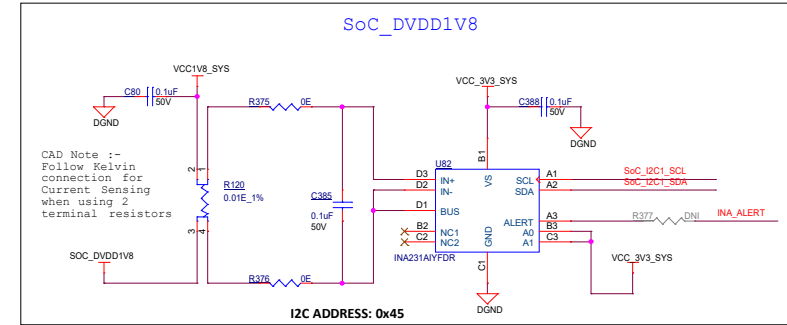 SoC_DVDD1V8
VCC1V8_SYS
C80
0.1uF
50V
DGND
R375
0E
VCC_3V3_SYS
C388
0.1uF
50V
DGND
CAD Note :-
Follow Kelvin
connection for
Current Sensing
when using 2
terminal resistors
2
1
R120
0.01E_1%
3
4
C385
0.1uF
50V
U82
B1
D3
IN+
D2
IN-
D1
BUS
B2
NC1
C2
NC2
VS
GND
C1
SCL
A1
SoC_I2C1_SCL
SDA
A2
SoC_I2C1_SDA
ALERT
A3
R377
DNI
INA_ALERT
A0
B3
A1
C3
INA231AIYFDR
VCC_3V3_SYS
SOC_DVDD1V8
R376
0E
DGND
I2C ADDRESS: 0x45